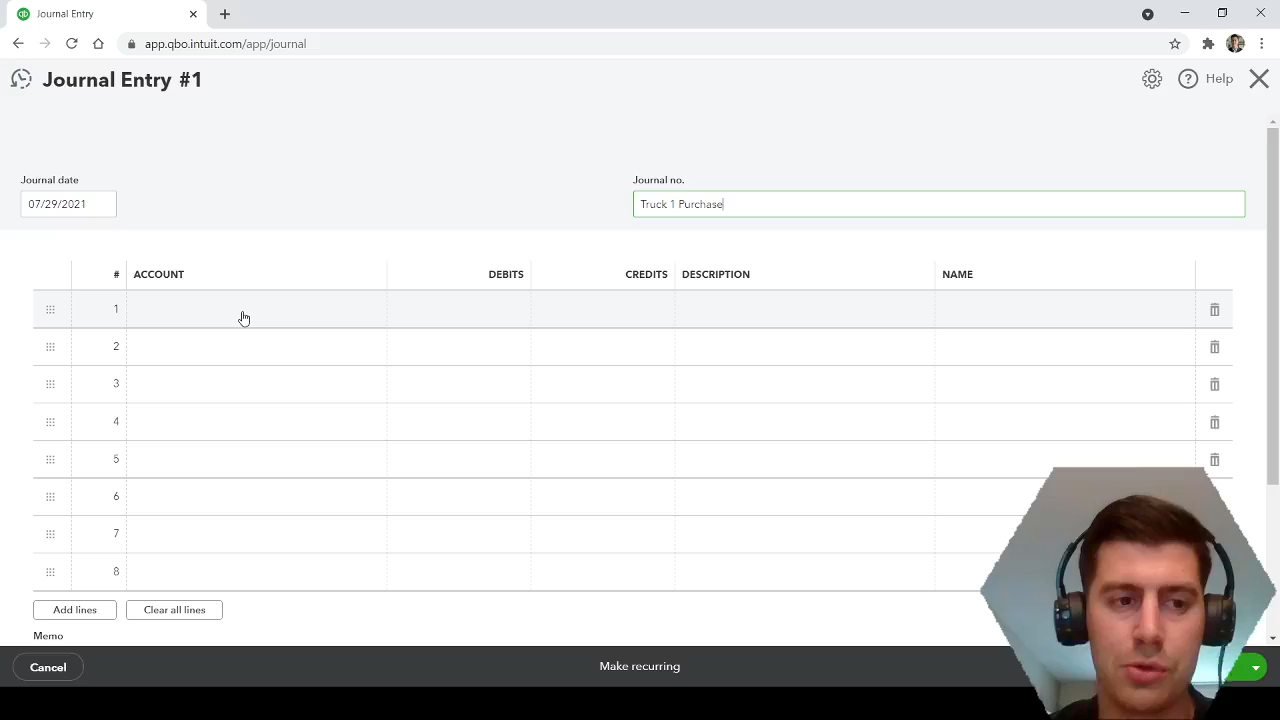 qb Journal Entry
app.qbo.intuit.com/app/journal
Journal Entry #1
Help
Journal date
Journal no.
07/29/2021
Truck 1 Purchase
# ACCOUNT DEBITS CREDITS DESCRIPTION NAME
1
2
3
4
5
6
7
8
Add lines Clear all lines
Memo
Cancel Make recurring